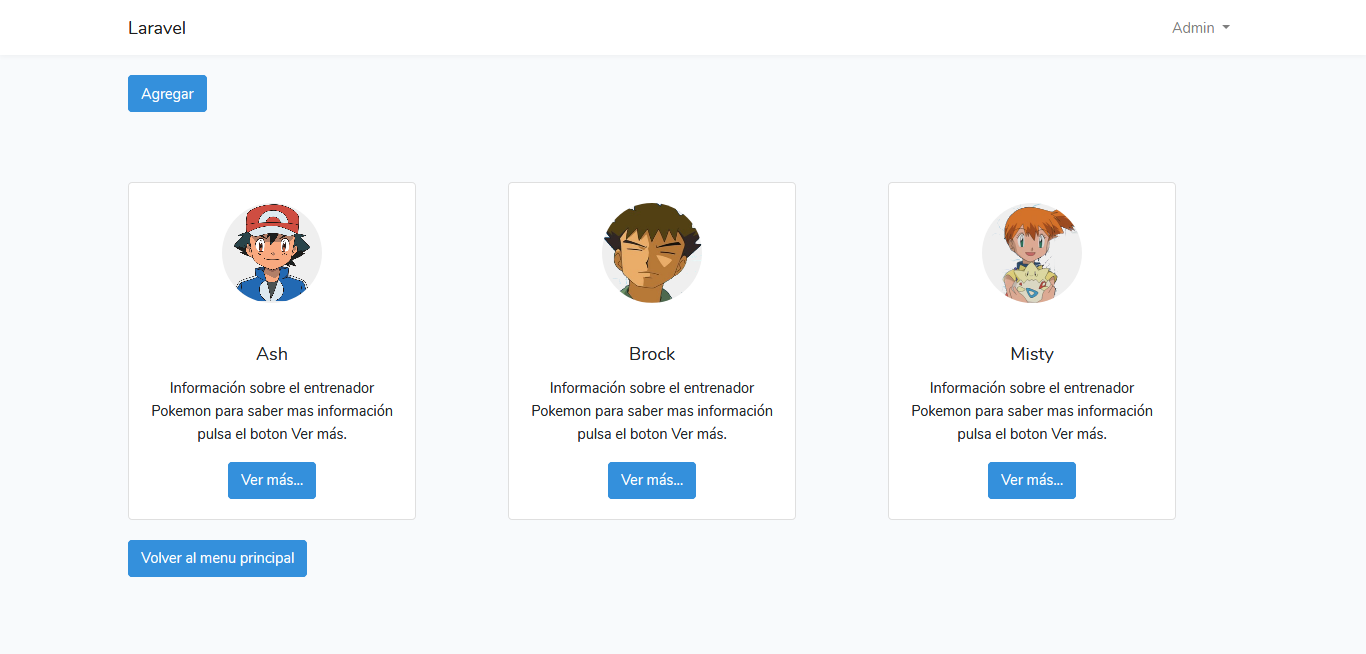 Laravel
Admin
Agregar
Ash
Información sobre el entrenador
Pokemon para saber mas información
pulsa el boton Ver más.
Ver más...
Brock
Información sobre el entrenador
Pokemon para saber mas información
pulsa el boton Ver más.
Ver más...
Misty
Información sobre el entrenador
Pokemon para saber mas información
pulsa el boton Ver más.
Ver más...
Volver al menu principal